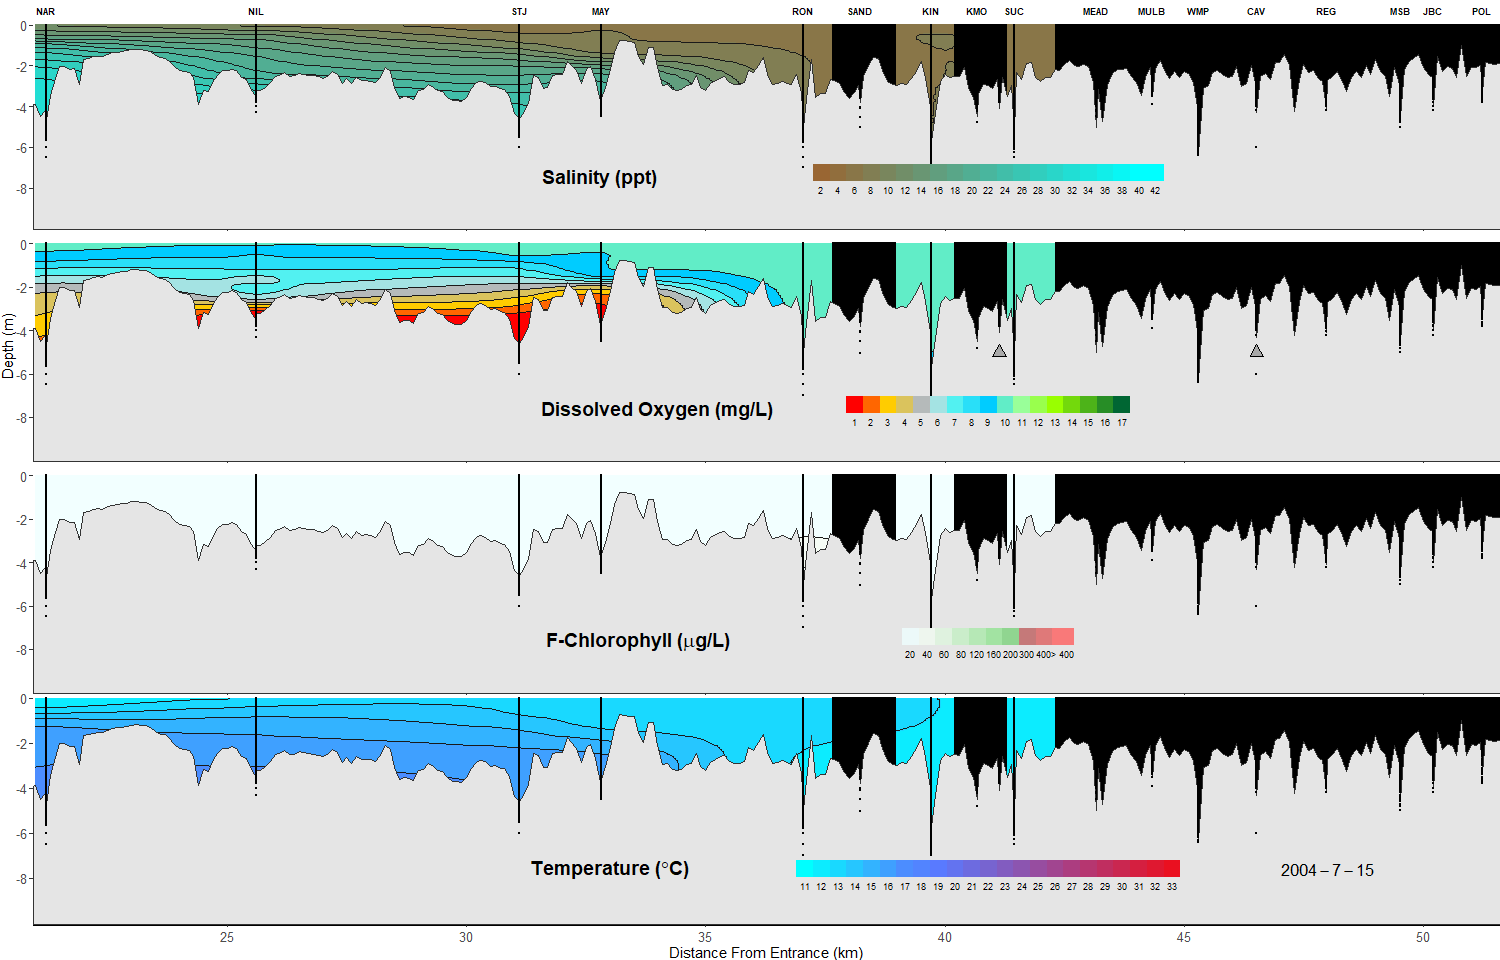 NAR NIL STJ MAY RON SAND KIN KMO SUC MEAD MULB WMP CAV REG MSB JBC POL
0
-2
-4
-6
-8
Salinity (ppt)
2 4 6 8 10 12 14 16 18 20 22 24 26 28 30 32 34 36 38 40 42
0
-2
-4
-6
-8
Depth (m)
Dissolved Oxygen (mg/L)
1 2 3 4 5 6 7 8 9 10 11 12 13 14 15 16 17
0
-2
-4
-6
-8
F-Chlorophyll (μg/L)
20 40 60 80 120 160 200 300 400> 400
0
-2
-4
-6
-8
Temperature (°C)
11 12 13 14 15 16 17 18 19 20 21 22 23 24 25 26 27 28 29 30 31 32 33
2004 – 7 – 15
25 30 35 40 45 50
Distance From Entrance (km)